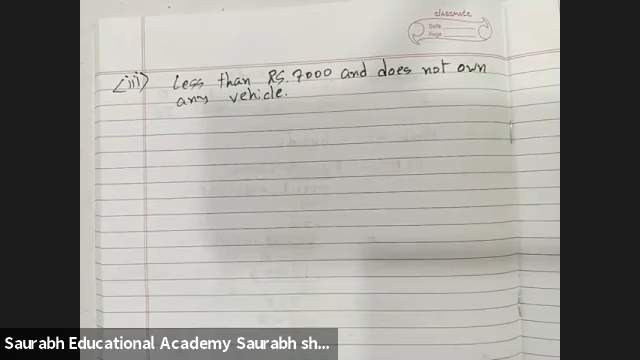 classmate
Date
Page
(iii) Less than RS. 7000 and does not own
any vehicle.
Saurabh Educational Academy Saurabh sh...